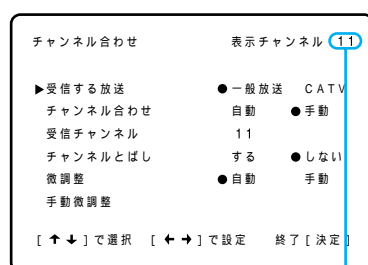 チャンネル合わせ 表示チャンネル 11
▶受信する放送 ●一般放送 CATV
チャンネル合わせ 自動 ●手動
受信チャンネル 11
チャンネルとばし する ●しない
微調整 ●自動 手動
手動微調整
[↑↓]で選択 [←→]で設定 終了[決定]